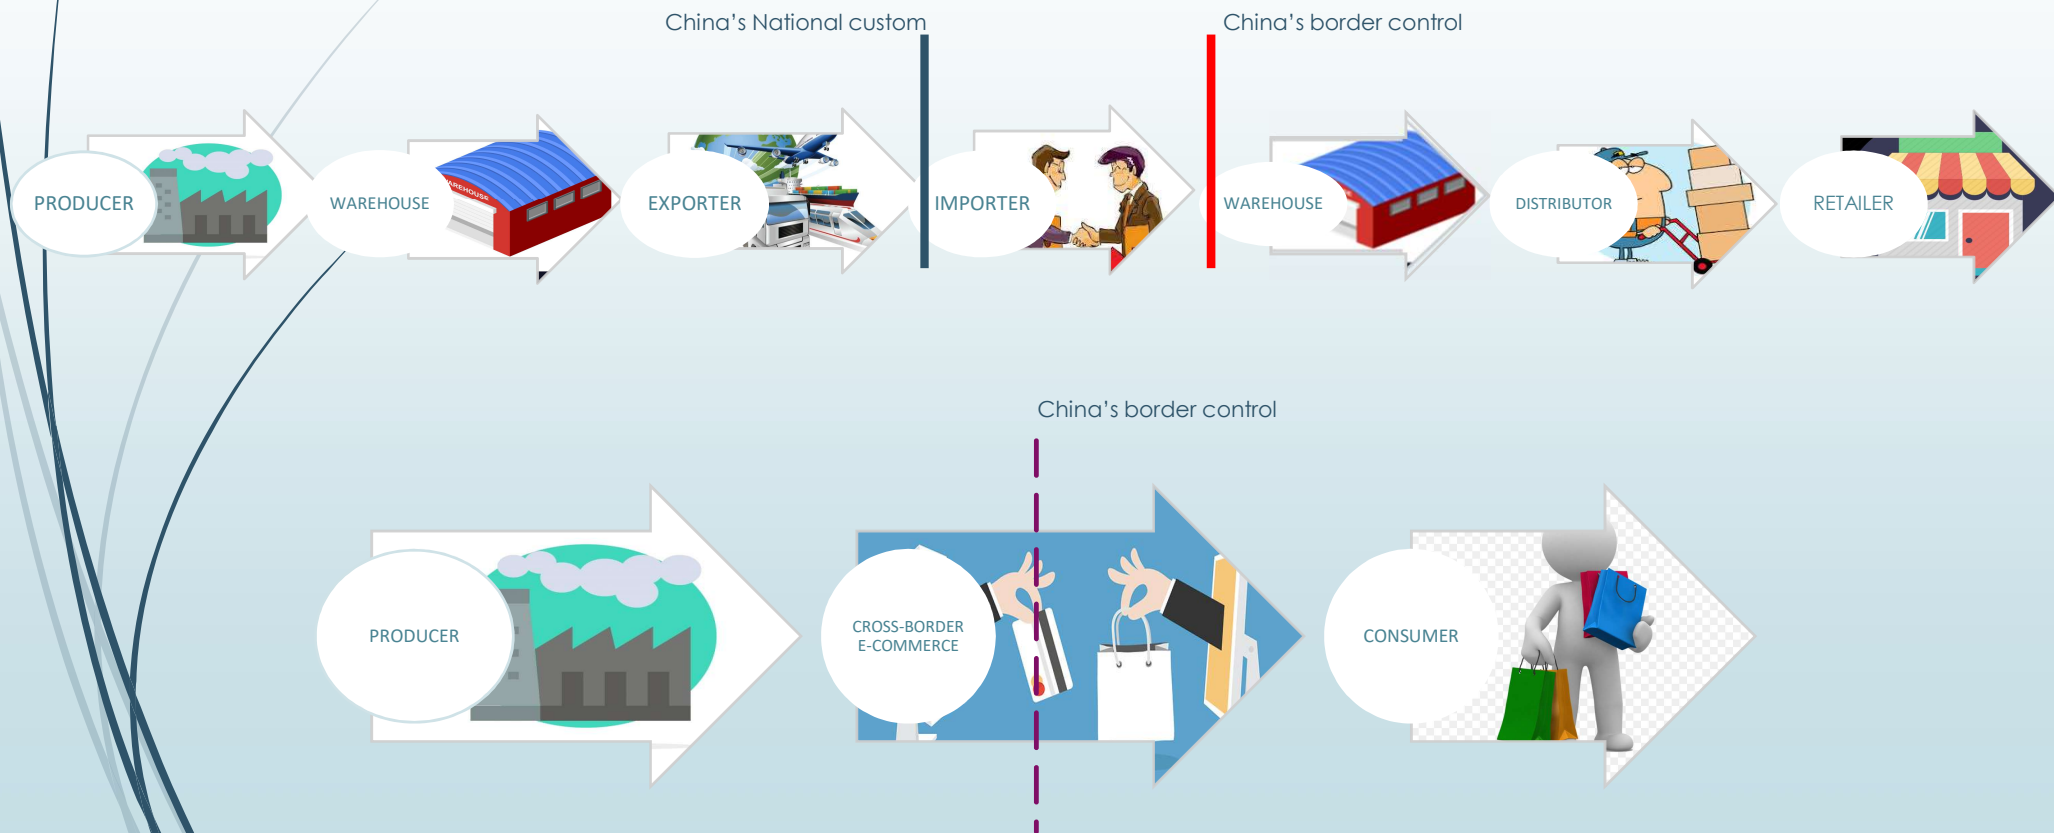 China's National custom
China's border control
PRODUCER
WAREHOUSE
WAREHOUSE
EXPORTER
IMPORTER
WAREHOUSE
DISTRIBUTOR
RETAILER
China's border control
PRODUCER
CROSS-BORDER
E-COMMERCE
CONSUMER